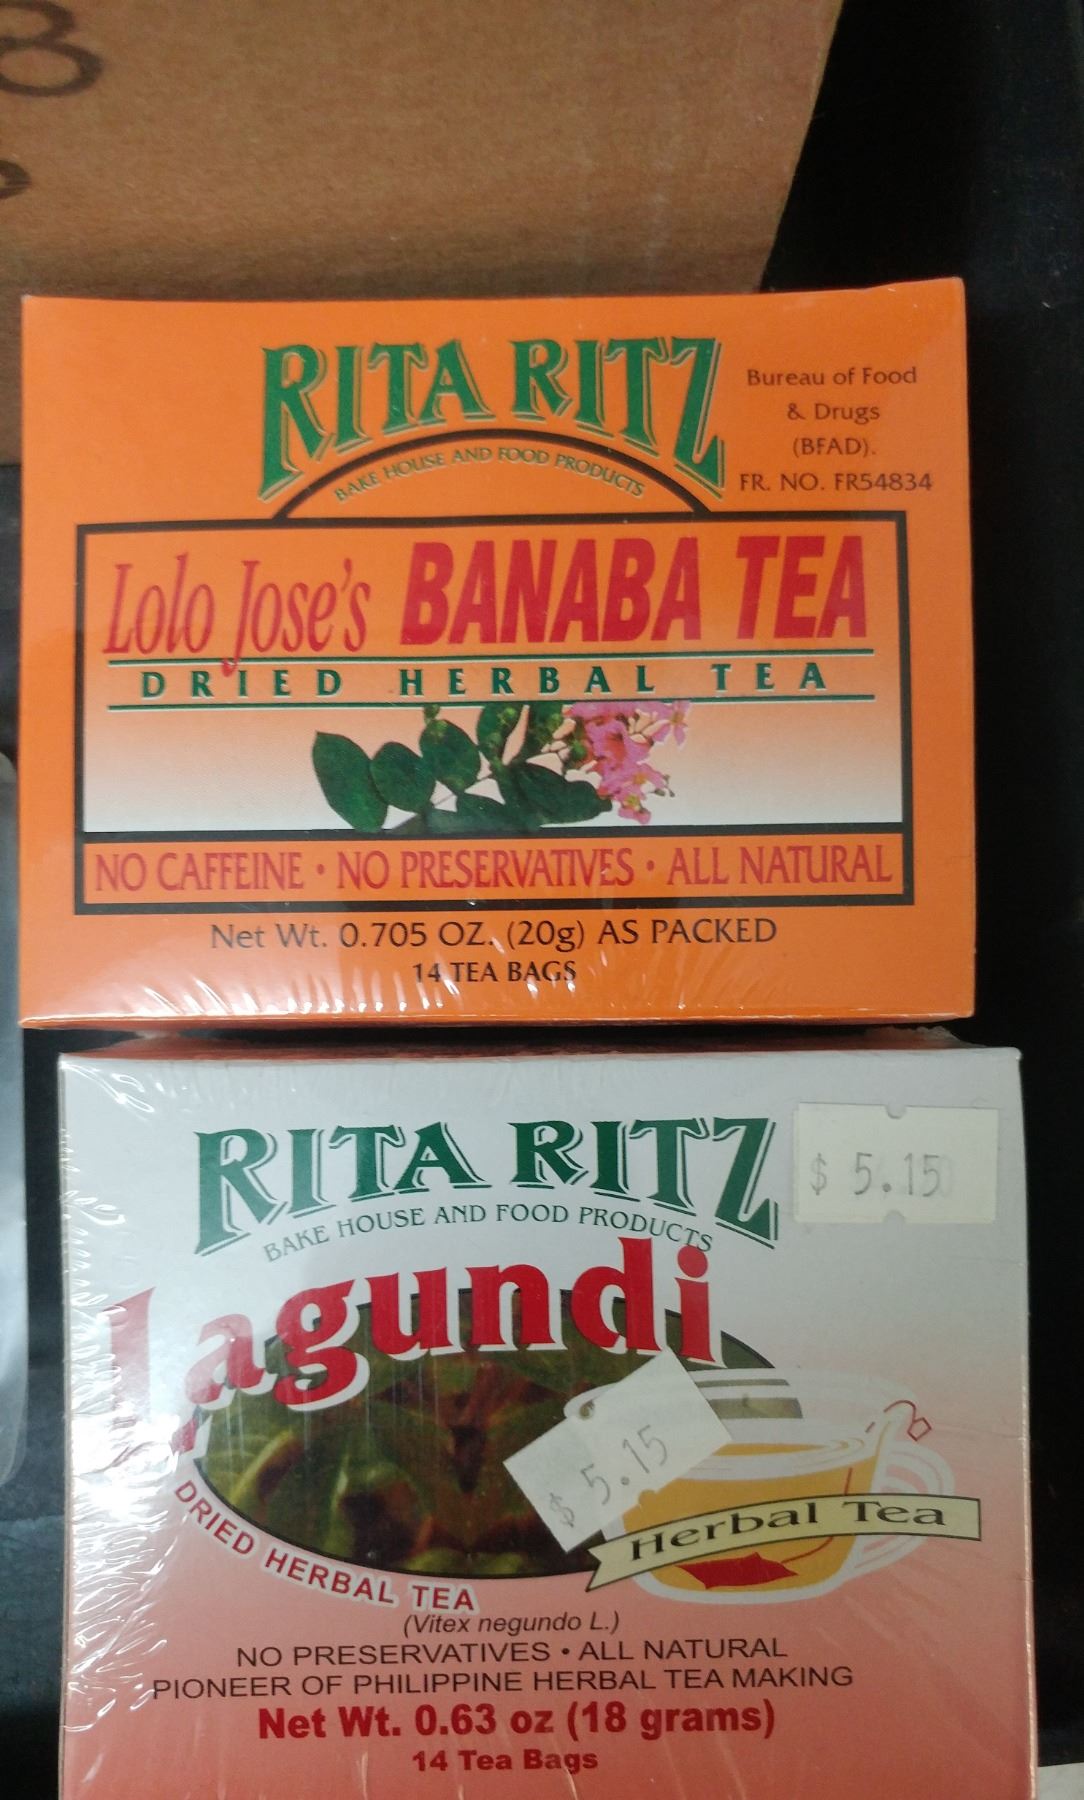 RITA RITZ
BAKE HOUSE AND FOOD PRODUCTS
Bureau of Food
& Drugs
(BFAD).
FR. NO. FR54834
Lolo Jose's BANABA TEA
DRIED HERBAL TEA
NO CAFFEINE • NO PRESERVATIVES • ALL NATURAL
Net Wt. 0.705 OZ. (20g) AS PACKED
14 TEA BAGS
RITA RITZ
BAKE HOUSE AND FOOD PRODUCTS
$ 5.15
Lagundi
$ 5.15
Herbal Tea
DRIED HERBAL TEA
(Vitex negundo L.)
NO PRESERVATIVES • ALL NATURAL
PIONEER OF PHILIPPINE HERBAL TEA MAKING
Net Wt. 0.63 oz (18 grams)
14 Tea Bags